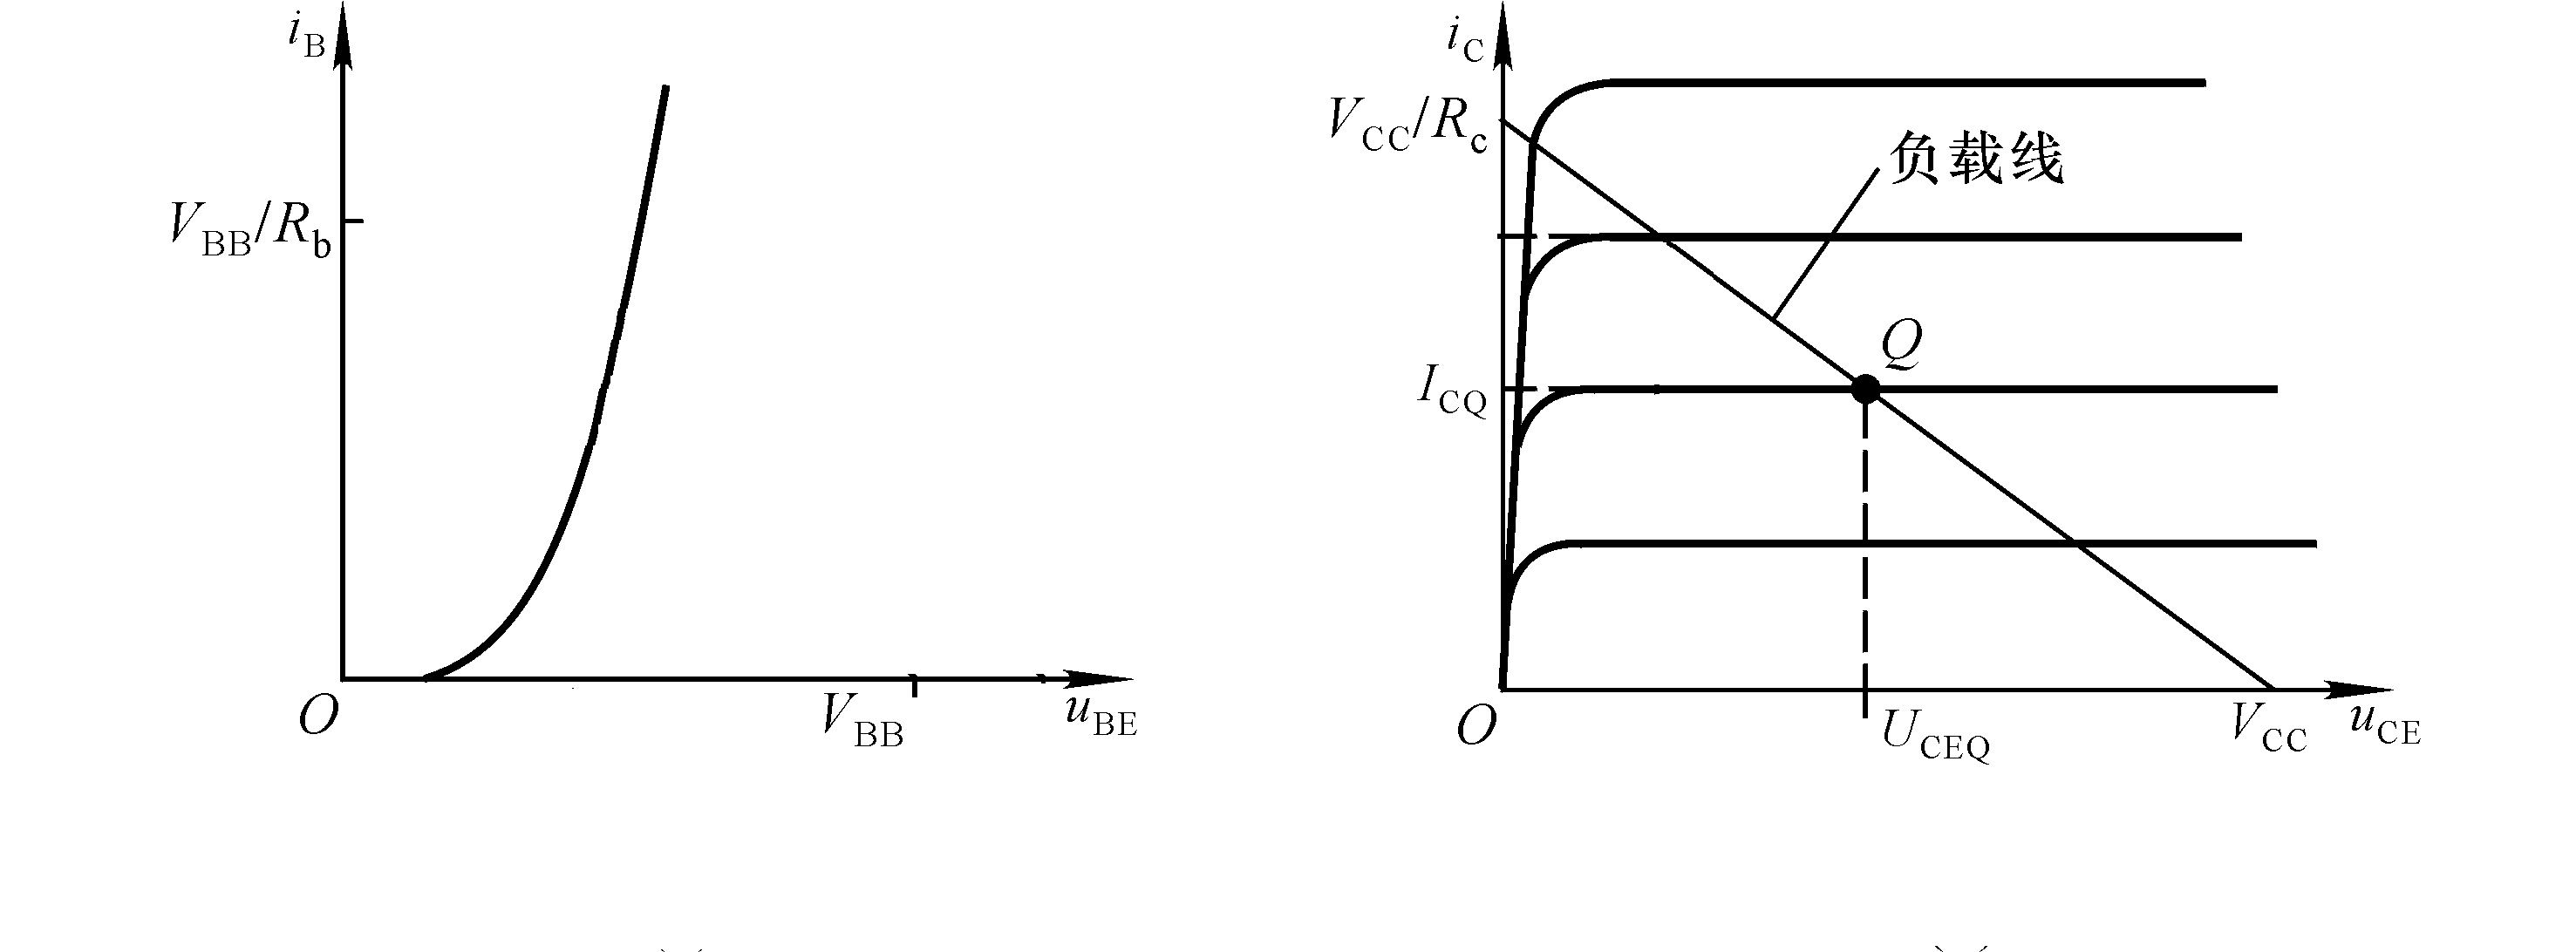 iB
VBB/Rb
O
VBB
uBE
iC
VCC/Rc
负载线
Q
ICQ
O
UCEQ
VCC
uCE